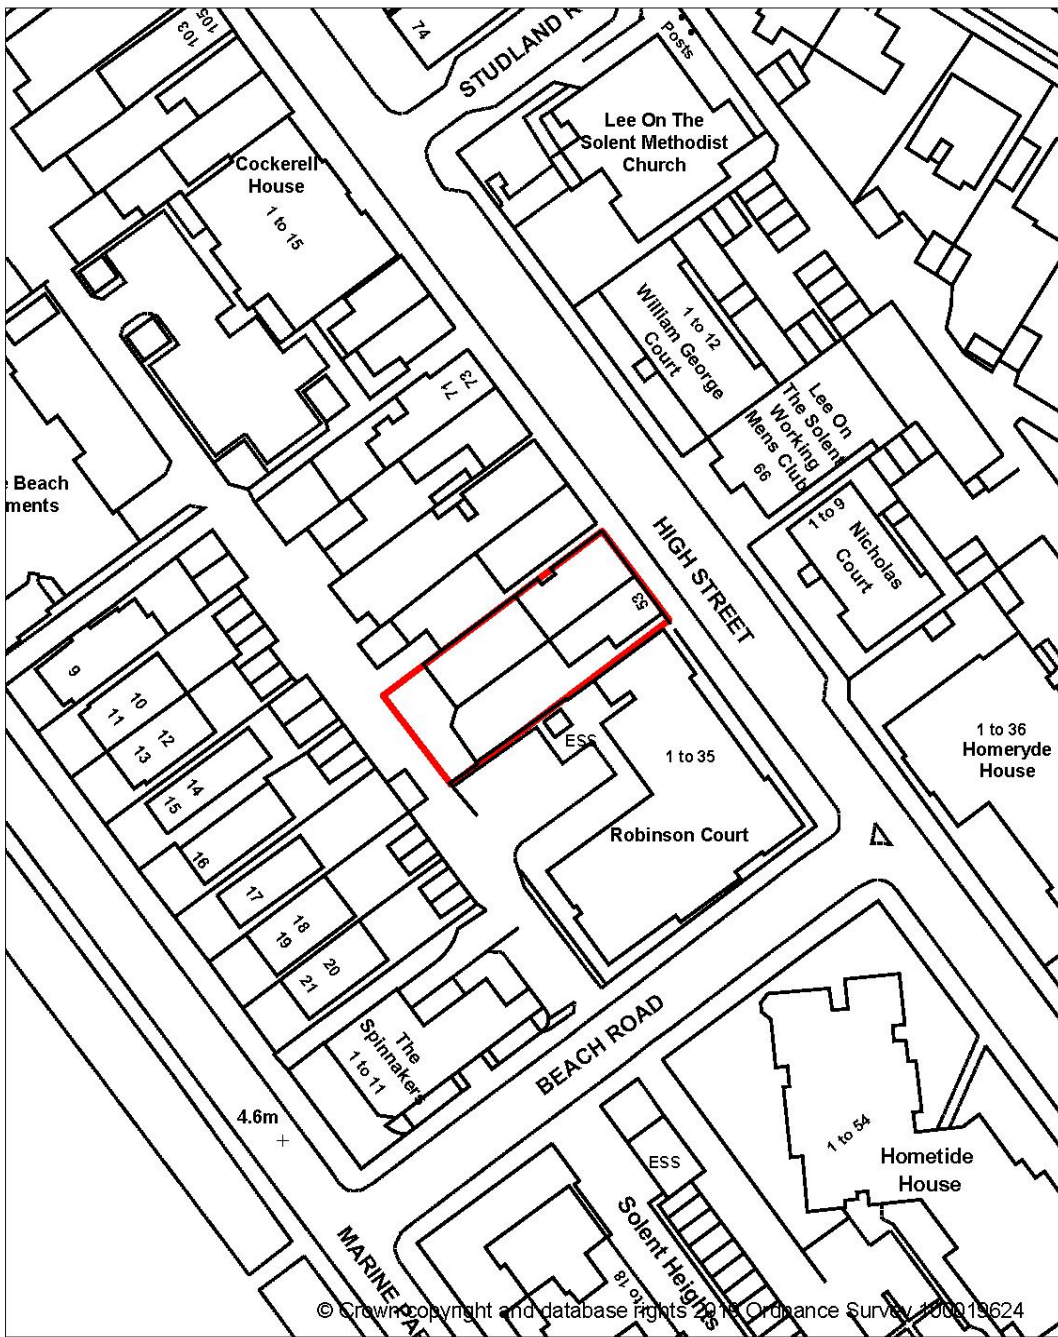 105
103
74
STUDLAND R
Posts
Lee On The
Solent Methodist
Church
Cockerell
House
1 to 15
William George
Court
1 to 12
73
71
Lee On
The Solent
Working
Mens Club
66
e Beach
ments
1 to 9
Nicholas
Court
HIGH STREET
53
9
10
11
12
13
14
15
16
17
18
19
20
21
ESS
1 to 35
Robinson Court
1 to 36
Homeryde
House
The
Spinnakers
1 to 11
BEACH ROAD
4.6m
1 to 54
Hometide
House
ESS
Solent Heights
MARINE PAR
© Crown copyright and database rights Ordnance Survey 100019624